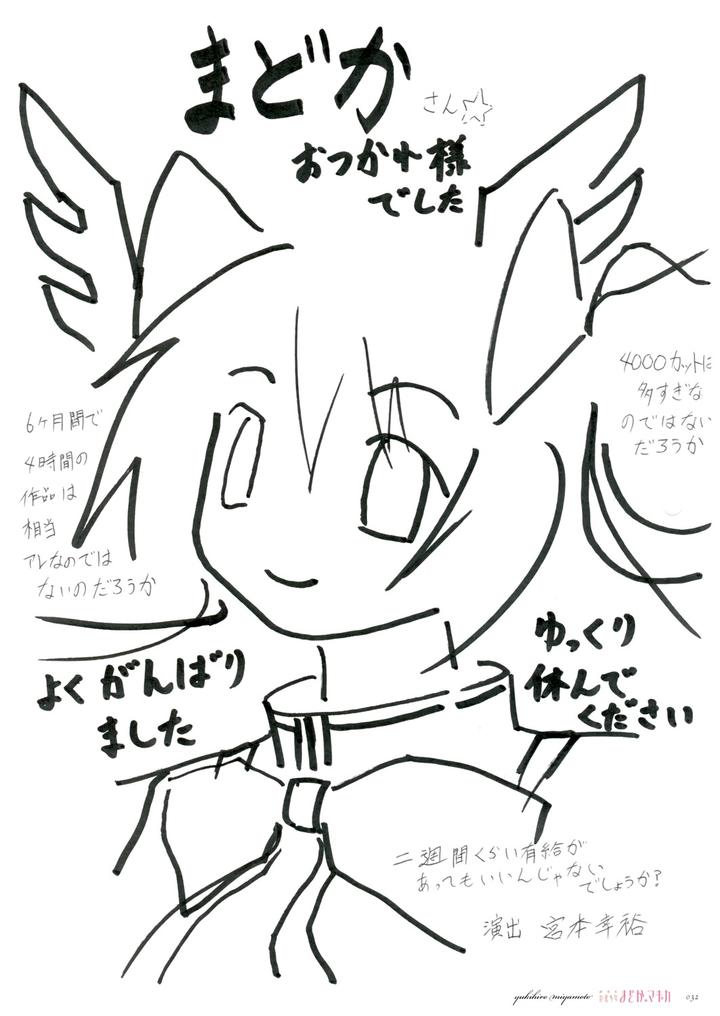 まどか
さん☆
おつかれ様
でした
4000カットは
多すぎな
のではない
だろうか
6ヶ月間で
4時間の
作品は
相当
アレなのでは
ないのだろうか
よくがんばり
ました
ゆっくり
休んで
ください
二週間くらい有給が
あってもいいんじゃない
でしょうか?
演出 宮本幸裕
yukihiro miyamoto
まどか☆マギカ
032